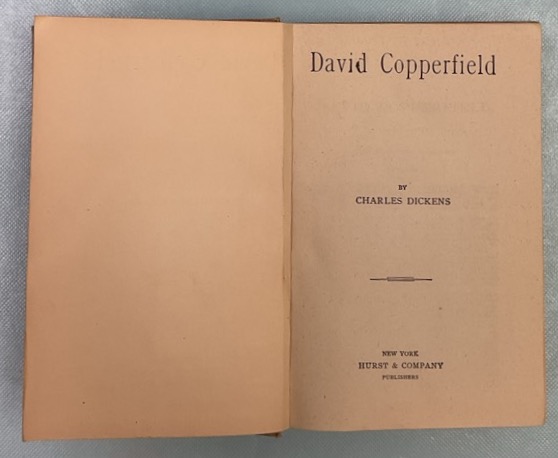 David Copperfield
BY
CHARLES DICKENS
NEW YORK
HURST & COMPANY
PUBLISHERS